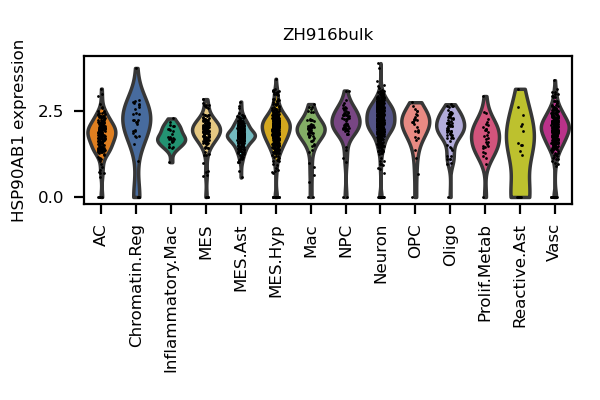 ZH916bulk
HSP90AB1 expression
2.5
0.0
AC
Chromatin.Reg
Inflammatory.Mac
MES
MES.Ast
MES.Hyp
Mac
NPC
Neuron
OPC
Oligo
Prolif.Metab
Reactive.Ast
Vasc